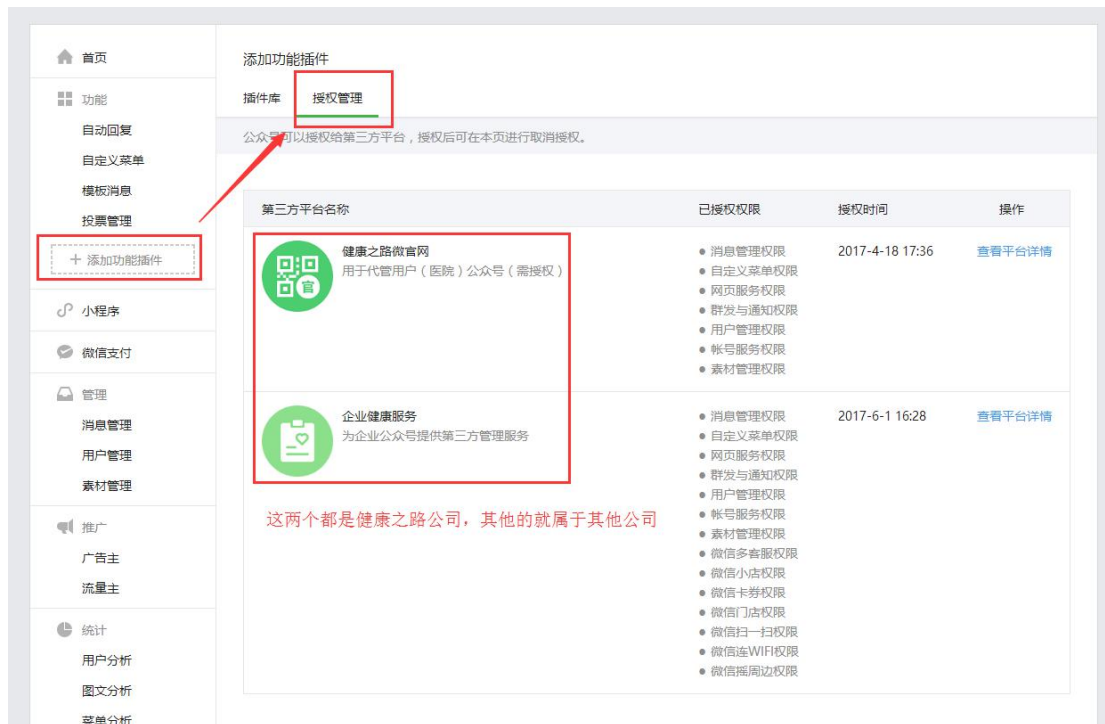 首页
功能
自动回复
自定义菜单
模板消息
投票管理
+ 添加功能插件
小程序
微信支付
管理
消息管理
用户管理
素材管理
推广
广告主
流量主
统计
用户分析
图文分析
菜单分析
添加功能插件
插件库 授权管理
公众号可以授权给第三方平台，授权后可在本页进行取消授权。
第三方平台名称 已授权权限 授权时间 操作
官
健康之路微官网
用于代管用户（医院）公众号（需授权）
● 消息管理权限
● 自定义菜单权限
● 网页服务权限
● 群发与通知权限
● 用户管理权限
● 帐号服务权限
● 素材管理权限
2017-4-18 17:36
查看平台详情
企业健康服务
为企业公众号提供第三方管理服务
● 消息管理权限
● 自定义菜单权限
● 网页服务权限
● 群发与通知权限
● 用户管理权限
● 帐号服务权限
● 素材管理权限
● 微信多客服权限
● 微信小店权限
● 微信卡券权限
● 微信门店权限
● 微信扫一扫权限
● 微信连WIFI权限
● 微信摇周边权限
2017-6-1 16:28
查看平台详情
这两个都是健康之路公司，其他的就属于其他公司